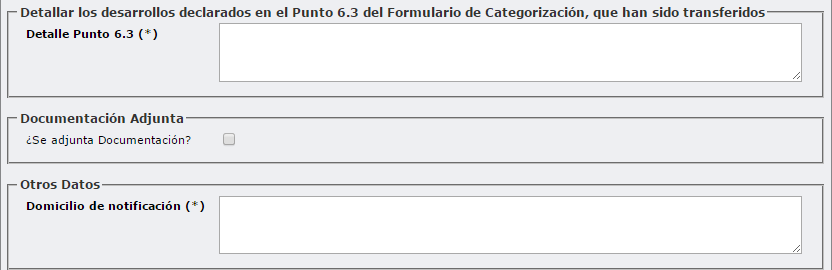 Detallar los desarrollos declarados en el Punto 6.3 del Formulario de Categorización, que han sido transferidos
Detalle Punto 6.3 (*)
Documentación Adjunta
¿Se adjunta Documentación?
Otros Datos
Domicilio de notificación (*)